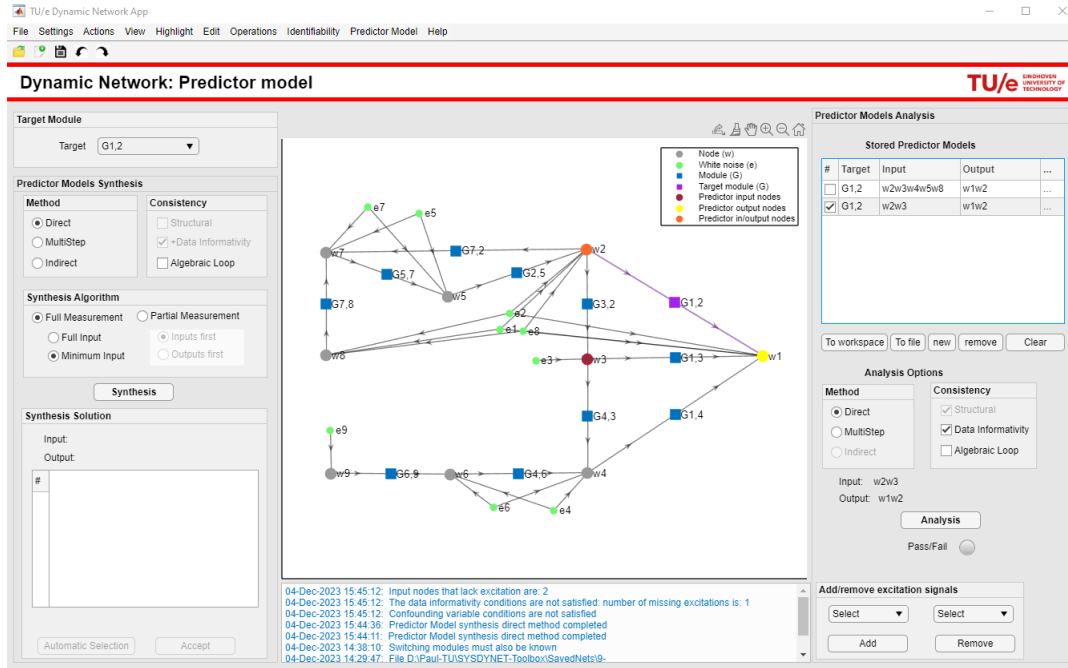 TU/e Dynamic Network App
File Settings Actions View Highlight Edit Operations Identifiability Predictor Model Help
Dynamic Network: Predictor model
TU/e EINDHOVEN
UNIVERSITY OF
TECHNOLOGY
Target Module
Target G1,2
Predictor Models Synthesis
Method
Direct
MultiStep
Indirect
Consistency
Structural
+Data Informativity
Algebraic Loop
Synthesis Algorithm
Full Measurement Partial Measurement
Full Input
Minimum Input
Inputs first
Outputs first
Synthesis
Synthesis Solution
Input:
Output:
#
Automatic Selection Accept
Node (w)
White noise (e)
Module (G)
Target module (G)
Predictor input nodes
Predictor output nodes
Predictor in/output nodes
e7
e5
w7
G7,2
w2
G5,7
G2,5
w5
G7,8
G3,2
G1,2
e2
e1 e8
w8
e3
w3
G1,3
w1
G4,3
G1,4
e9
w9
G6,9
w6
G4,6
w4
e6
e4
04-Dec-2023 15:45:12: Input nodes that lack excitation are: 2
04-Dec-2023 15:45:12: The data informativity conditions are not satisfied: number of missing excitations is: 1
04-Dec-2023 15:45:12: Confounding variable conditions are not satisfied
04-Dec-2023 15:44:36: Predictor Model synthesis direct method completed
04-Dec-2023 15:44:11: Predictor Model synthesis direct method completed
04-Dec-2023 14:38:10: Switching modules must also be known
04-Dec-2023 14:29:47: File D:\Paul-TU\SYSDYNET-Toolbox\SavedNets\9-
Predictor Models Analysis
Stored Predictor Models
# Target Input Output ...
G1,2 w2w3w4w5w8 w1w2 ...
G1,2 w2w3 w1w2 ...
To workspace To file new remove Clear
Analysis Options
Method
Direct
MultiStep
Indirect
Consistency
Structural
Data Informativity
Algebraic Loop
Input: w2w3
Output: w1w2
Analysis
Pass/Fail
Add/remove excitation signals
Select Select
Add Remove